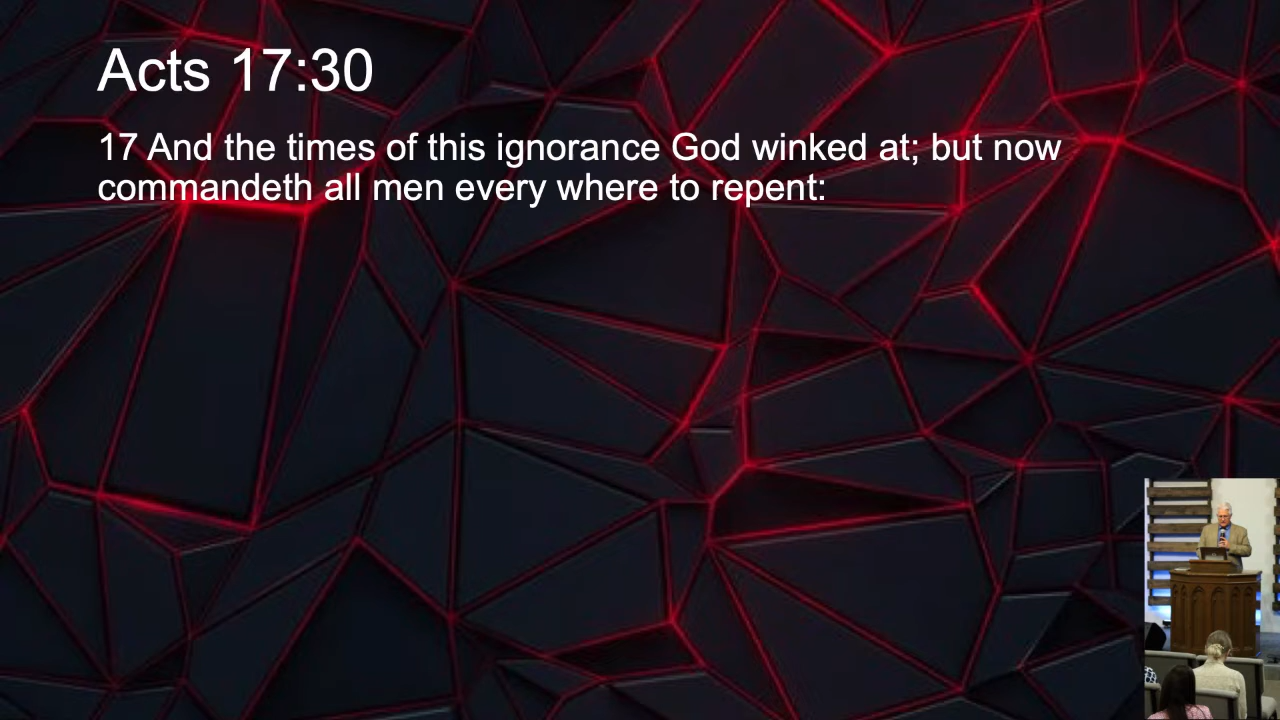 Acts 17:30
17 And the times of this ignorance God winked at; but now
commandeth all men every where to repent: